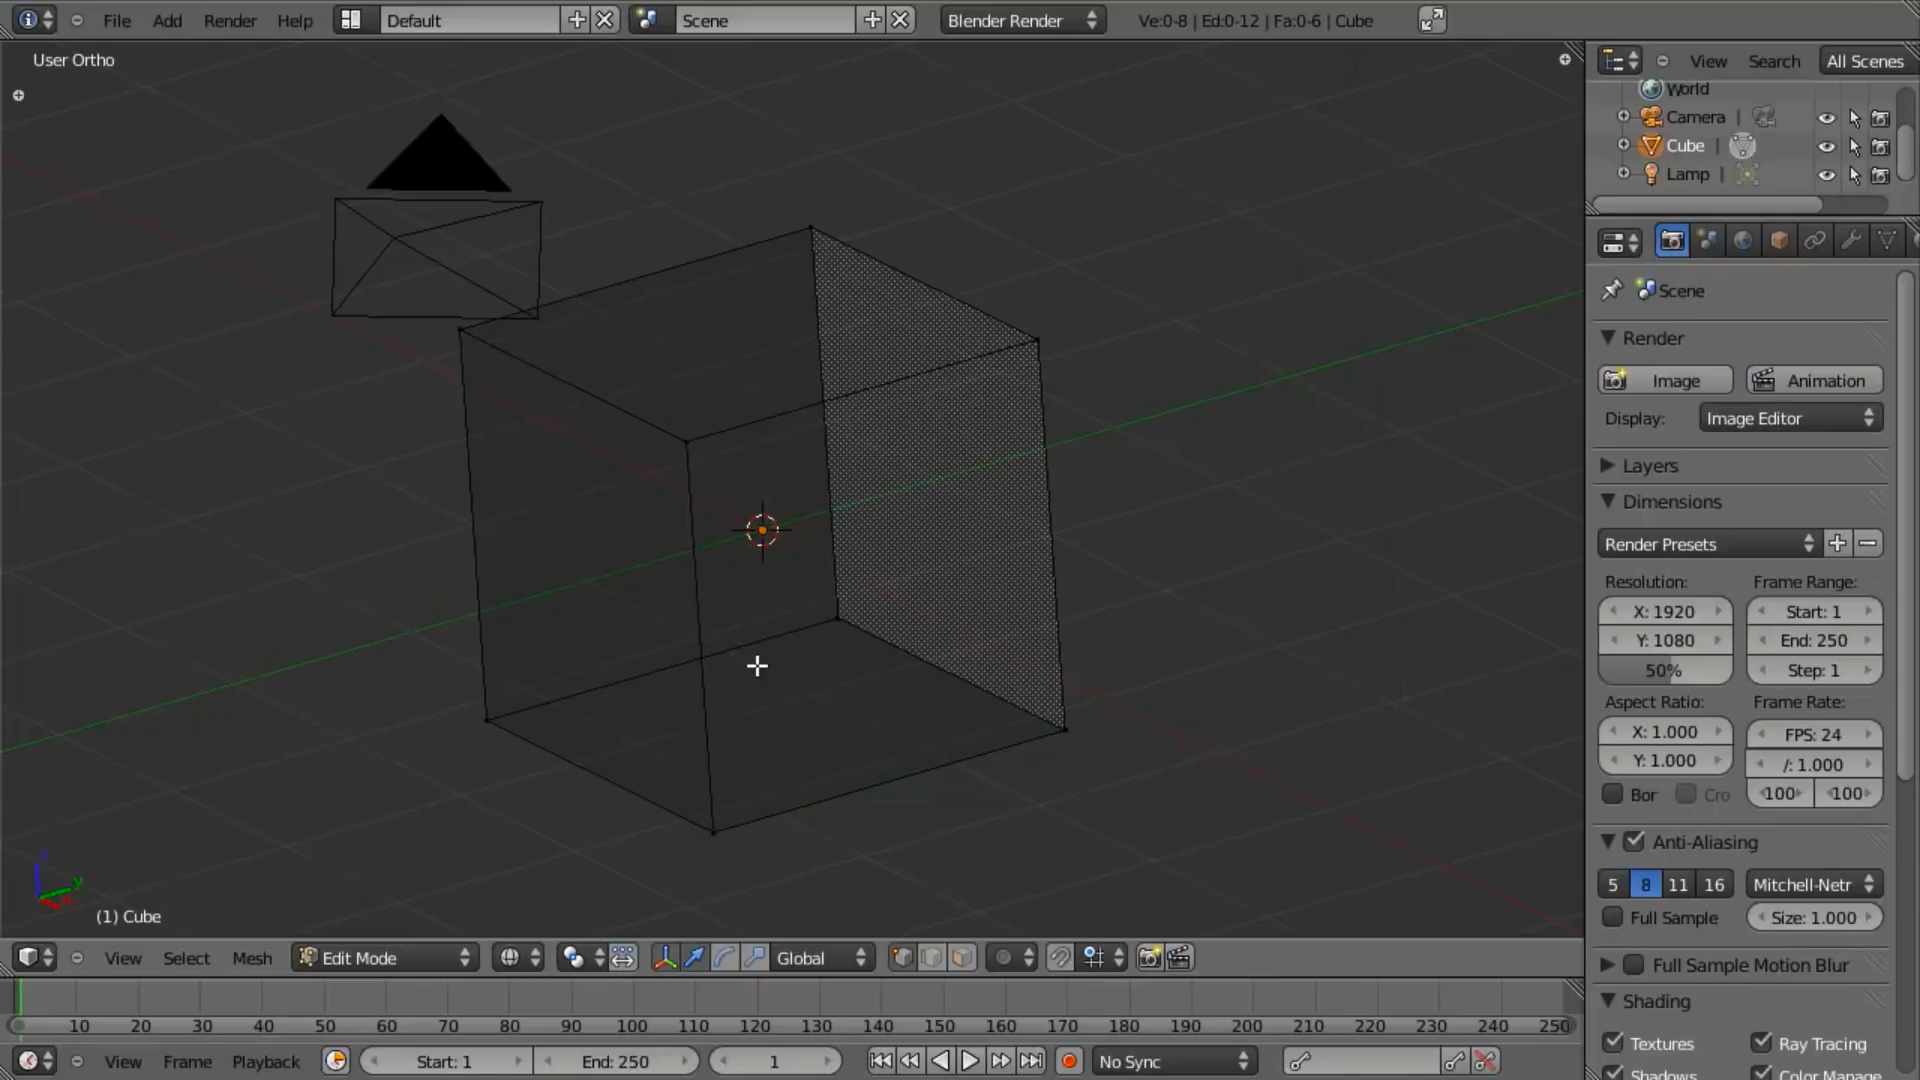 File Add Render Help Default Scene Blender Render Ve:0-8 | Ed:0-12 | Fa:0-6 | Cube
User Ortho
View Search All Scenes
World
Camera
Cube
Lamp
Scene
Render
Image Animation
Display: Image Editor
Layers
Dimensions
Render Presets
Resolution: Frame Range:
X: 1920 Start: 1
Y: 1080 End: 250
50% Step: 1
Aspect Ratio: Frame Rate:
X: 1.000 FPS: 24
Y: 1.000 /: 1.000
Bor Cro 100 100
Anti-Aliasing
5 8 11 16 Mitchell-Netr
Full Sample Size: 1.000
Full Sample Motion Blur
Shading
Textures Ray Tracing
Shadows Color Manage
y
(1) Cube
View Select Mesh Edit Mode Global
10 20 30 40 50 60 70 80 90 100 110 120 130 140 150 160 170 180 190 200 210 220 230 240 250
View Frame Playback Start: 1 End: 250 1 No Sync